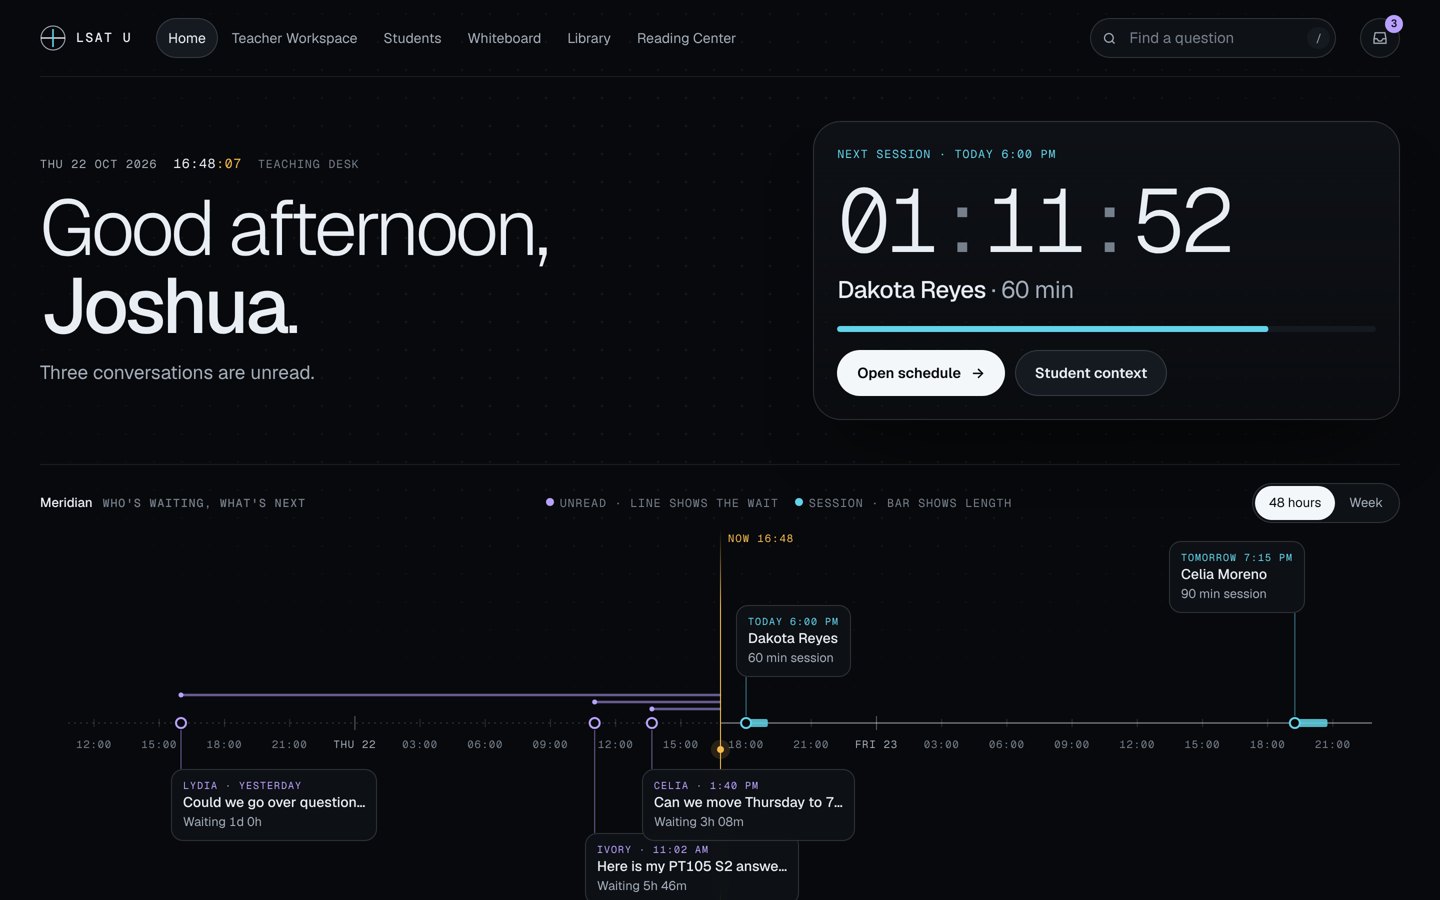 LSAT U
Home
Teacher Workspace
Students
Whiteboard
Library
Reading Center
Find a question
/
3
THU 22 OCT 2026 16:48:07 TEACHING DESK
Good afternoon,
Joshua.
Three conversations are unread.
NEXT SESSION · TODAY 6:00 PM
01:11:52
Dakota Reyes · 60 min
Open schedule →
Student context
Meridian WHO'S WAITING, WHAT'S NEXT
UNREAD · LINE SHOWS THE WAIT
SESSION · BAR SHOWS LENGTH
48 hours
Week
NOW 16:48
TOMORROW 7:15 PM
Celia Moreno
90 min session
TODAY 6:00 PM
Dakota Reyes
60 min session
12:00 15:00 18:00 21:00 THU 22 03:00 06:00 09:00 12:00 15:00 18:00 21:00 FRI 23 03:00 06:00 09:00 12:00 15:00 18:00 21:00
LYDIA · YESTERDAY
Could we go over question…
Waiting 1d 0h
CELIA · 1:40 PM
Can we move Thursday to 7…
Waiting 3h 08m
IVORY · 11:02 AM
Here is my PT105 S2 answe…
Waiting 5h 46m